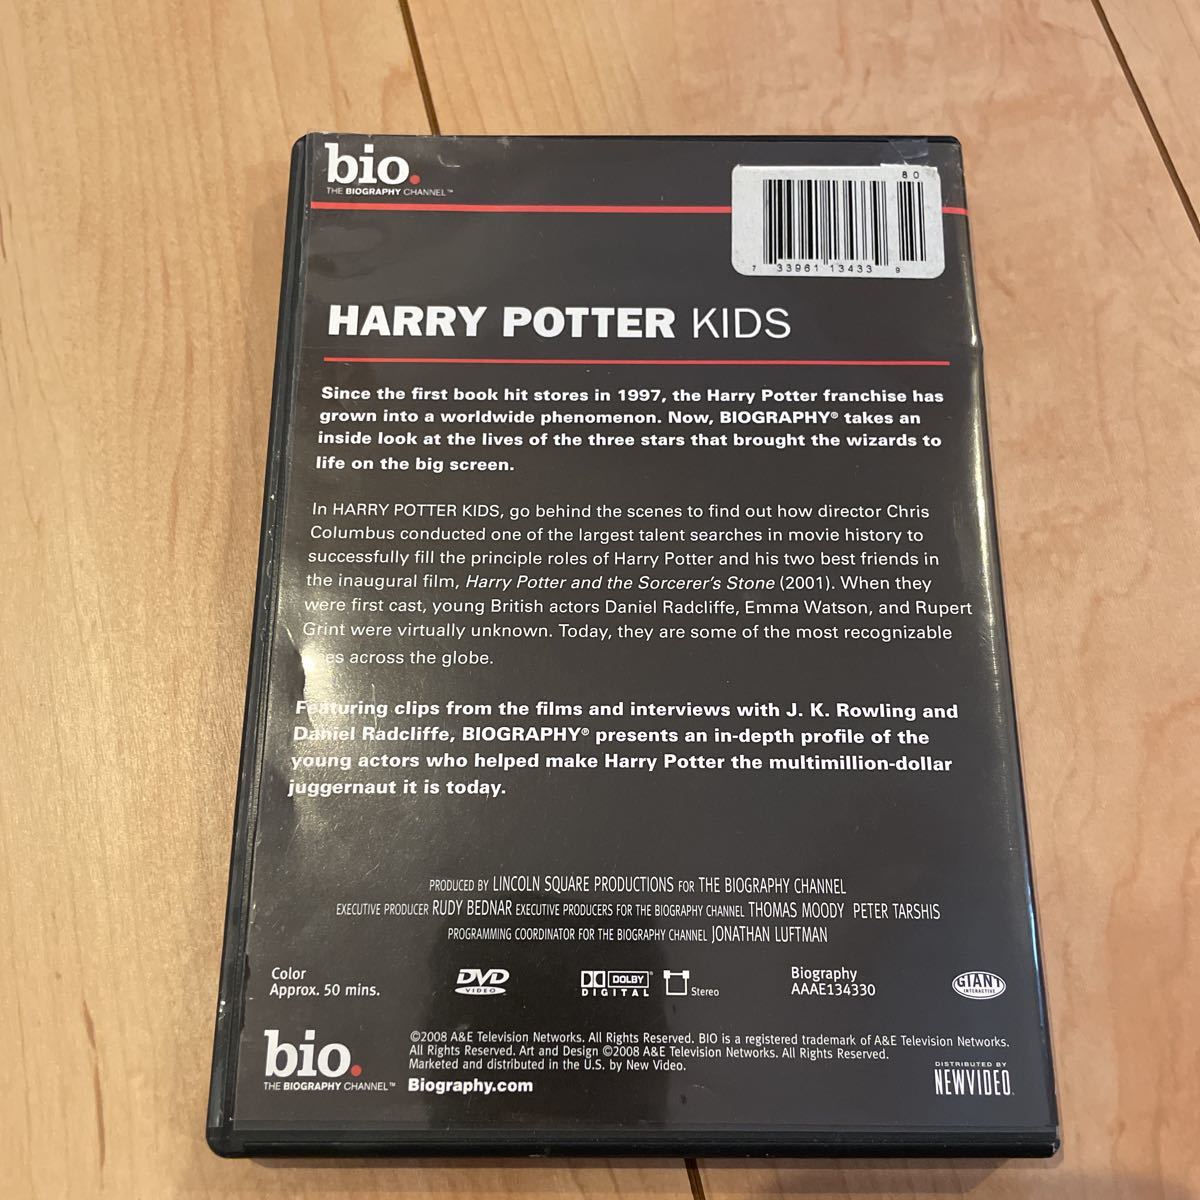 bio.
THE BIOGRAPHY CHANNEL™
80
7 33961 13433 9
HARRY POTTER KIDS
Since the first book hit stores in 1997, the Harry Potter franchise has
grown into a worldwide phenomenon. Now, BIOGRAPHY® takes an
inside look at the lives of the three stars that brought the wizards to
life on the big screen.
In HARRY POTTER KIDS, go behind the scenes to find out how director Chris
Columbus conducted one of the largest talent searches in movie history to
successfully fill the principle roles of Harry Potter and his two best friends in
the inaugural film, Harry Potter and the Sorcerer's Stone (2001). When they
were first cast, young British actors Daniel Radcliffe, Emma Watson, and Rupert
Grint were virtually unknown. Today, they are some of the most recognizable
across the globe.
Featuring clips from the films and interviews with J. K. Rowling and
Daniel Radcliffe, BIOGRAPHY® presents an in-depth profile of the
young actors who helped make Harry Potter the multimillion-dollar
juggernaut it is today.
PRODUCED BY LINCOLN SQUARE PRODUCTIONS FOR THE BIOGRAPHY CHANNEL
EXECUTIVE PRODUCER RUDY BEDNAR EXECUTIVE PRODUCERS FOR THE BIOGRAPHY CHANNEL THOMAS MOODY PETER TARSHIS
PROGRAMMING COORDINATOR FOR THE BIOGRAPHY CHANNEL JONATHAN LUFTMAN
Color
Approx. 50 mins.
DVD
VIDEO
DOLBY®
DIGITAL
Stereo
Biography
AAAE134330
GIANT
INTERACTIVE
bio.
THE BIOGRAPHY CHANNEL™
©2008 A&E Television Networks. All Rights Reserved. BIO is a registered trademark of A&E Television Networks.
All Rights Reserved. Art and Design ©2008 A&E Television Networks. All Rights Reserved.
Marketed and distributed in the U.S. by New Video.
Biography.com
DISTRIBUTED BY
NEWVIDEO